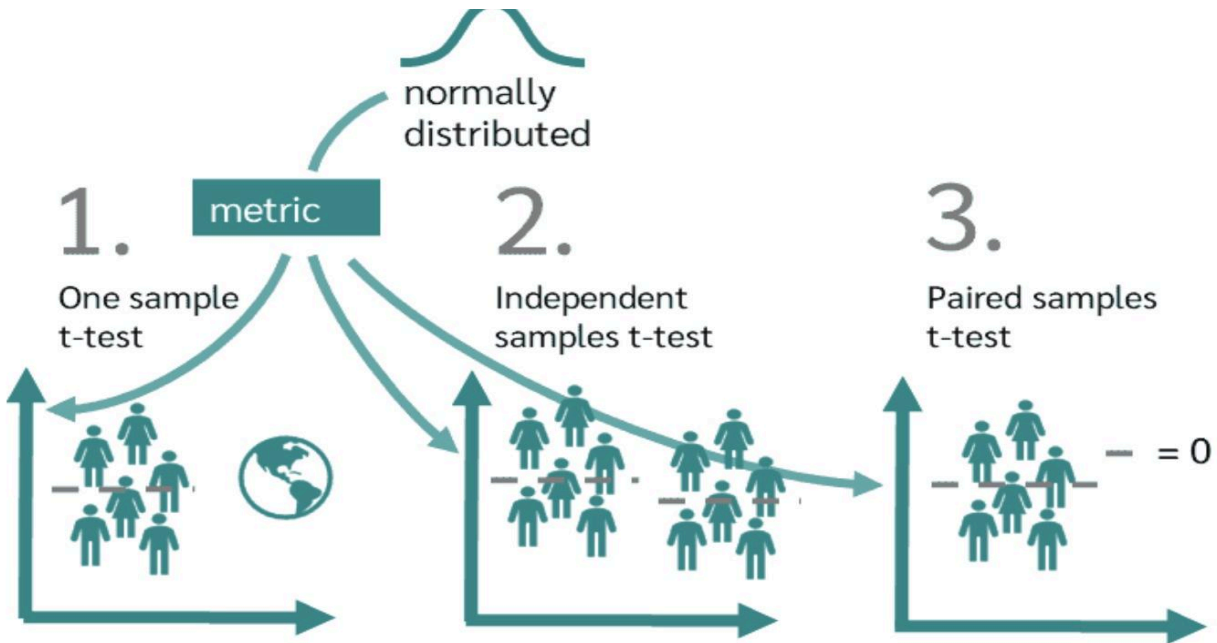 normally
distributed
metric
1.
One sample
t-test
2.
Independent
samples t-test
3.
Paired samples
t-test
= 0